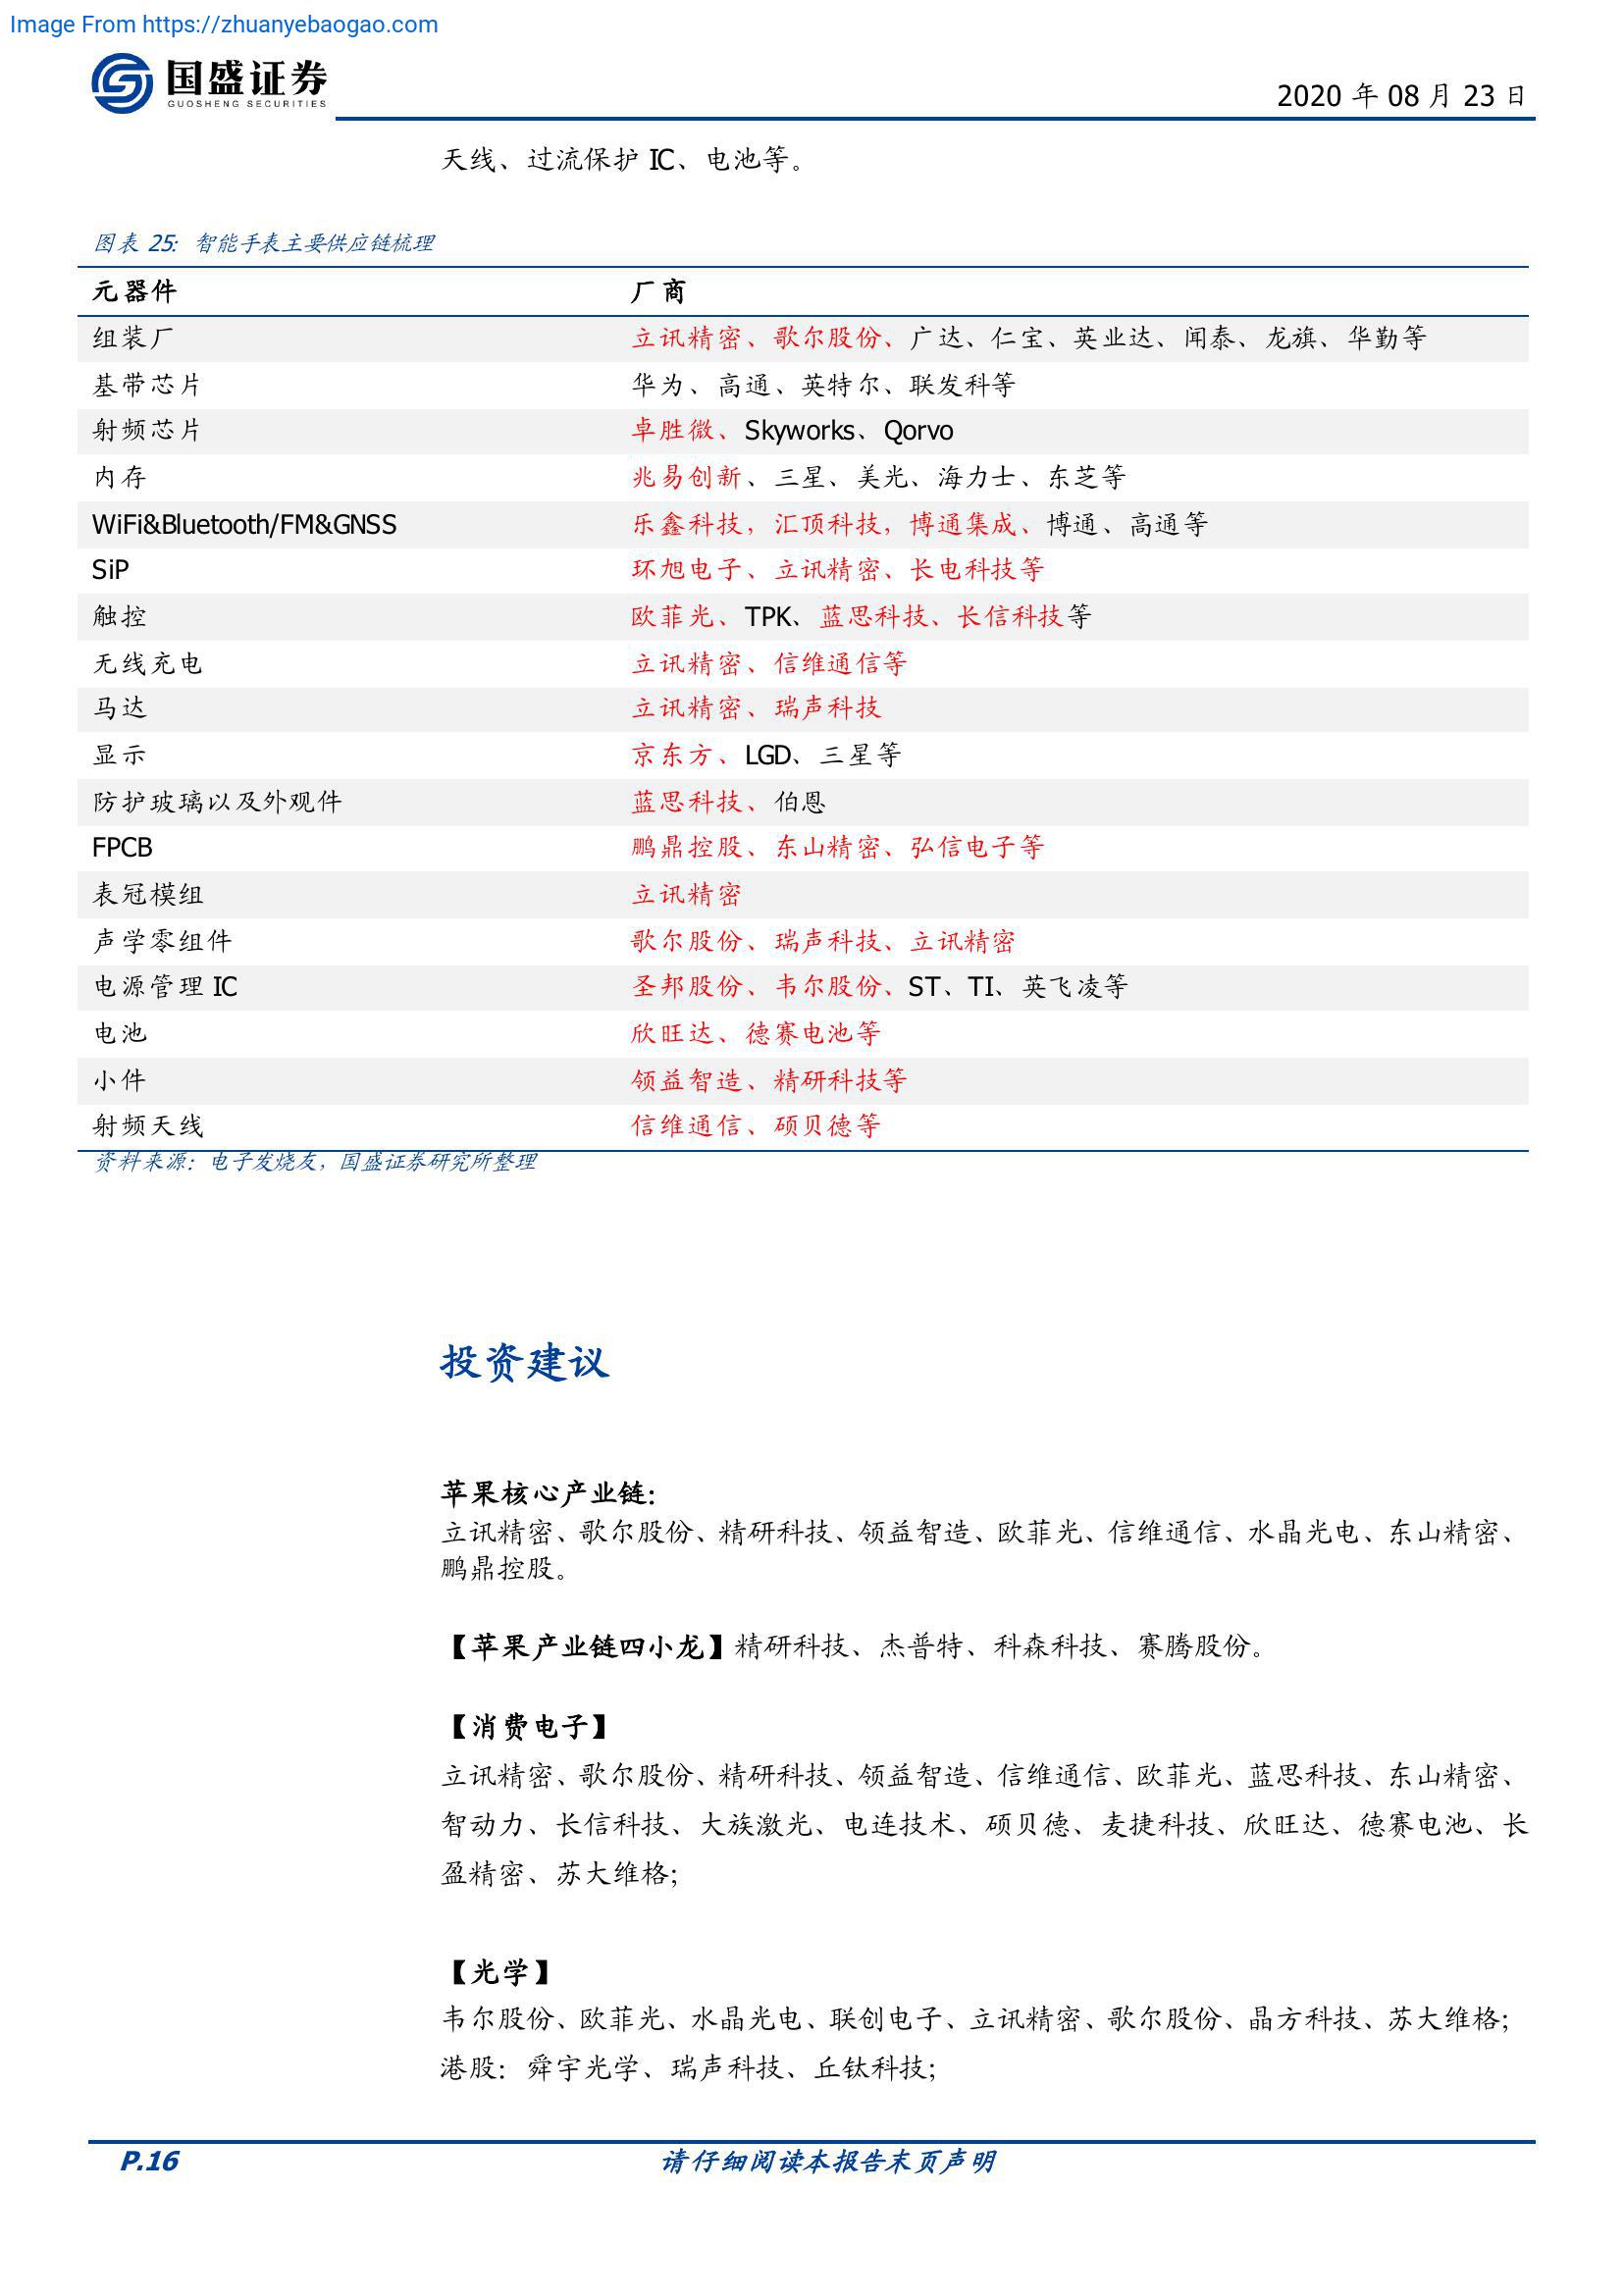 Image From https://zhuanyebaogao.com
国盛证券
GUOSHENG SECURITIES
2020 年 08 月 23 日
天线、过流保护 IC、电池等。
图表 25: 智能手表主要供应链梳理
元器件 厂商
组装厂 立讯精密、歌尔股份、广达、仁宝、英业达、闻泰、龙旗、华勤等
基带芯片 华为、高通、英特尔、联发科等
射频芯片 卓胜微、Skyworks、Qorvo
内存 兆易创新、三星、美光、海力士、东芝等
WiFi&Bluetooth/FM&GNSS 乐鑫科技，汇顶科技，博通集成、博通、高通等
SiP 环旭电子、立讯精密、长电科技等
触控 欧菲光、TPK、蓝思科技、长信科技等
无线充电 立讯精密、信维通信等
马达 立讯精密、瑞声科技
显示 京东方、LGD、三星等
防护玻璃以及外观件 蓝思科技、伯恩
FPCB 鹏鼎控股、东山精密、弘信电子等
表冠模组 立讯精密
声学零组件 歌尔股份、瑞声科技、立讯精密
电源管理 IC 圣邦股份、韦尔股份、ST、TI、英飞凌等
电池 欣旺达、德赛电池等
小件 领益智造、精研科技等
射频天线 信维通信、硕贝德等
资料来源：电子发烧友，国盛证券研究所整理
投资建议
苹果核心产业链：
立讯精密、歌尔股份、精研科技、领益智造、欧菲光、信维通信、水晶光电、东山精密、
鹏鼎控股。
【苹果产业链四小龙】精研科技、杰普特、科森科技、赛腾股份。
【消费电子】
立讯精密、歌尔股份、精研科技、领益智造、信维通信、欧菲光、蓝思科技、东山精密、
智动力、长信科技、大族激光、电连技术、硕贝德、麦捷科技、欣旺达、德赛电池、长
盈精密、苏大维格；
【光学】
韦尔股份、欧菲光、水晶光电、联创电子、立讯精密、歌尔股份、晶方科技、苏大维格；
港股：舜宇光学、瑞声科技、丘钛科技；
P.16 请仔细阅读本报告末页声明